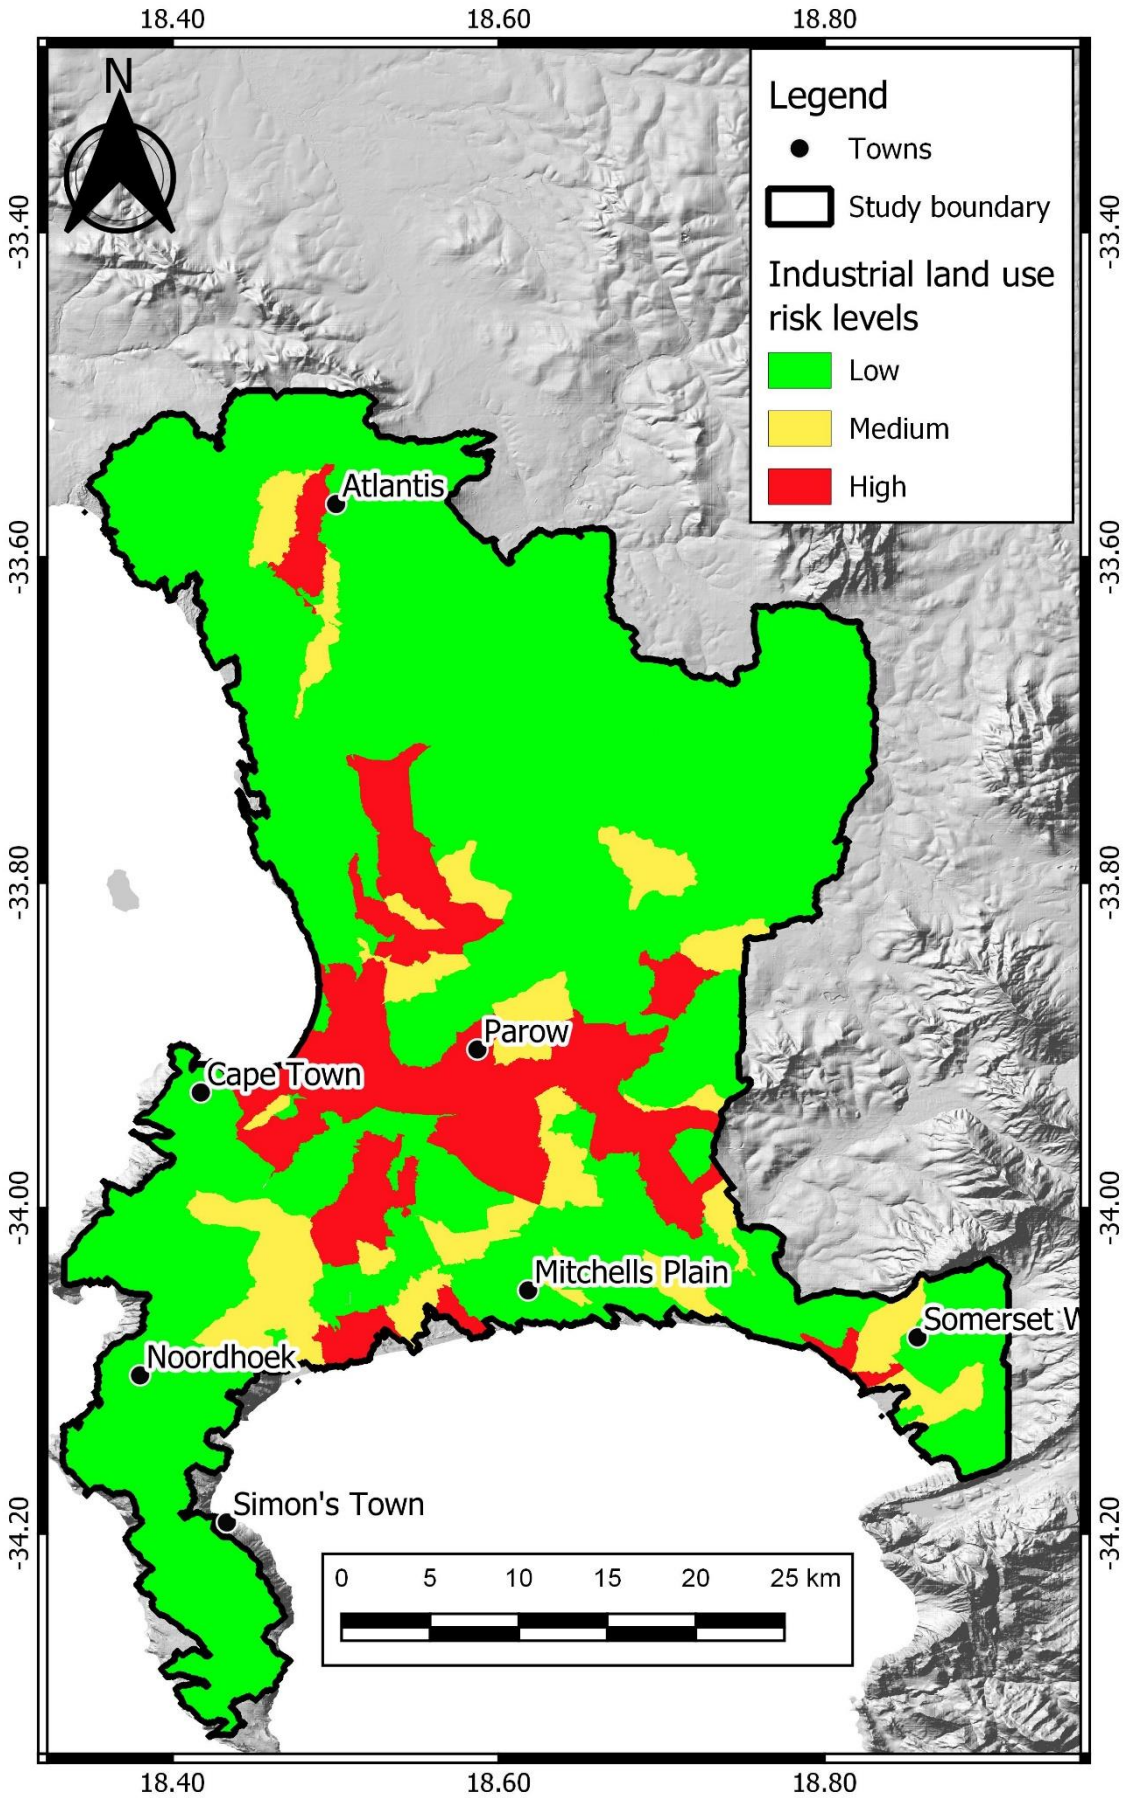 18.40
18.60
18.80
N
Legend
Towns
Study boundary
Industrial land use
risk levels
Low
Medium
High
-33.40
-33.40
Atlantis
-33.60
-33.60
-33.80
-33.80
Parow
Cape Town
-34.00
-34.00
Mitchells Plain
Somerset W
Noordhoek
Simon's Town
-34.20
-34.20
0 5 10 15 20 25 km
18.40
18.60
18.80